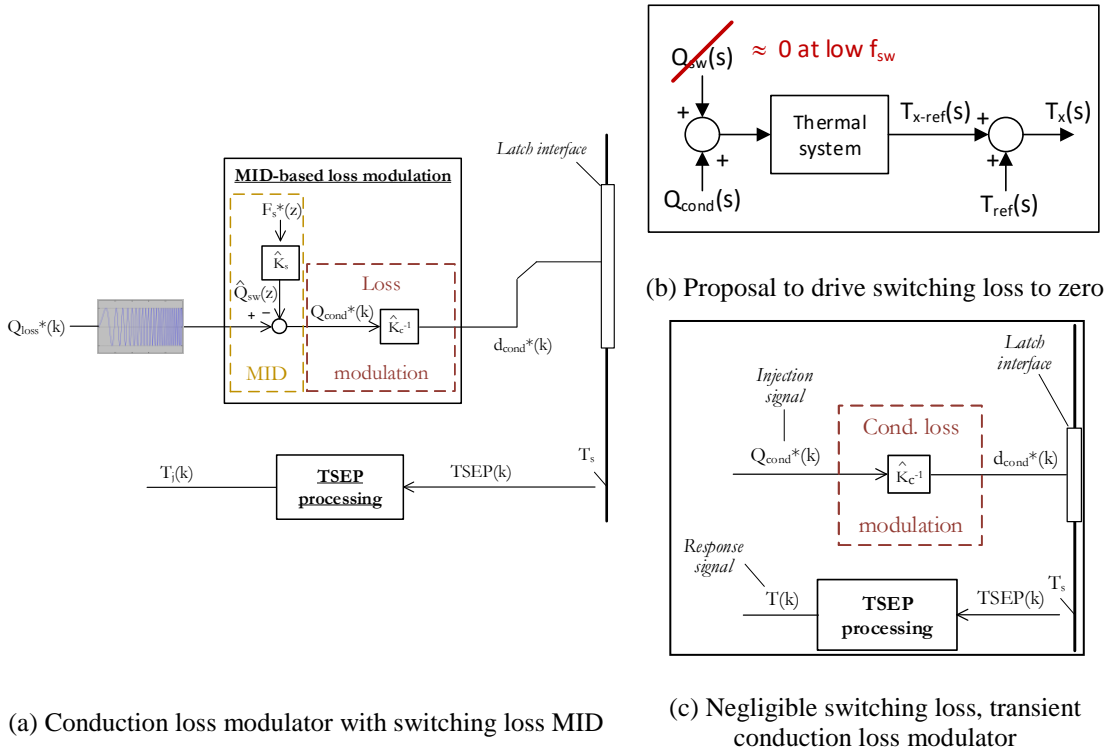 Latch interface
MID-based loss modulation
Fs*(z)
K̂s
Q̂sw(z)
+ −
Qloss*(k)
MID
Loss
Qcond*(k)
K̂c-1
modulation
dcond*(k)
Ts
Tj(k)
TSEP
processing
TSEP(k)
(a) Conduction loss modulator with switching loss MID
Qsw(s)
≈ 0 at low fsw
+
+
Qcond(s)
Thermal
system
Tx-ref(s)
+
+
Tx(s)
Tref(s)
(b) Proposal to drive switching loss to zero
Latch
interface
Injection
signal
Qcond*(k)
Cond. loss
K̂c-1
modulation
dcond*(k)
Response
signal
T(k)
TSEP
processing
TSEP(k)
Ts
(c) Negligible switching loss, transient
conduction loss modulator